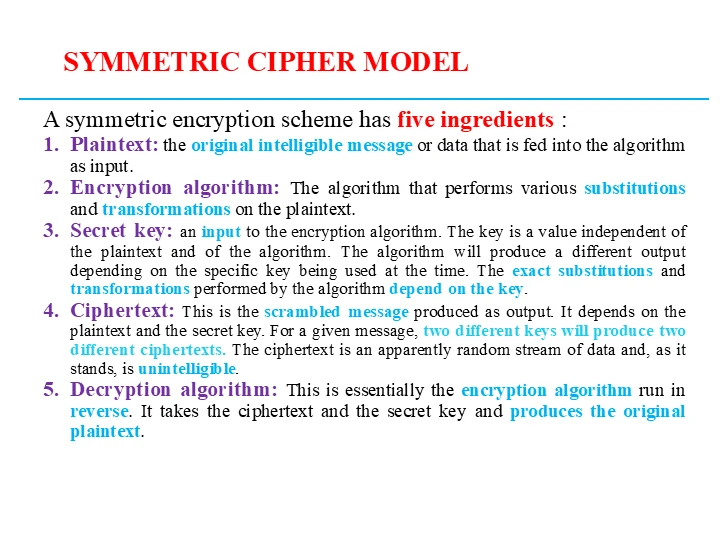 SYMMETRIC CIPHER MODEL
A symmetric encryption scheme has five ingredients :
1. Plaintext: the original intelligible message or data that is fed into the algorithm
as input.
2. Encryption algorithm: The algorithm that performs various substitutions
and transformations on the plaintext.
3. Secret key: an input to the encryption algorithm. The key is a value independent of
the plaintext and of the algorithm. The algorithm will produce a different output
depending on the specific key being used at the time. The exact substitutions and
transformations performed by the algorithm depend on the key.
4. Ciphertext: This is the scrambled message produced as output. It depends on the
plaintext and the secret key. For a given message, two different keys will produce two
different ciphertexts. The ciphertext is an apparently random stream of data and, as it
stands, is unintelligible.
5. Decryption algorithm: This is essentially the encryption algorithm run in
reverse. It takes the ciphertext and the secret key and produces the original
plaintext.